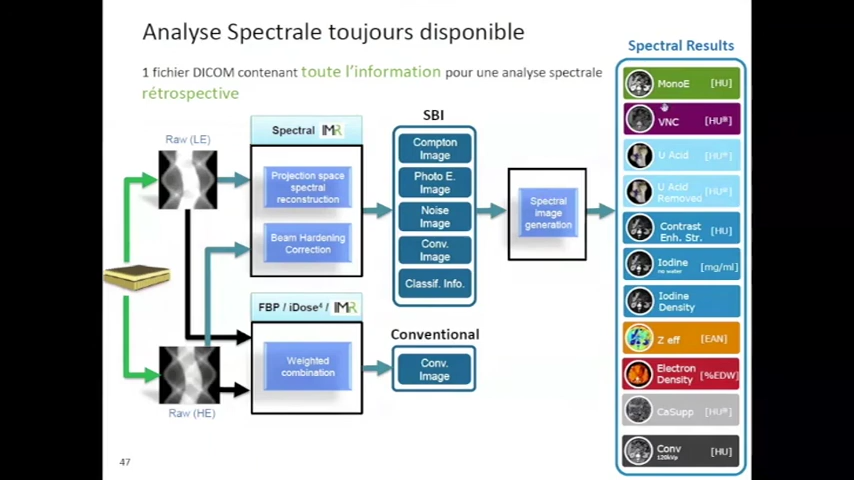 Analyse Spectrale toujours disponible
1 fichier DICOM contenant toute l'information pour une analyse spectrale
rétrospective
Raw (LE)
Raw (HE)
Spectral IMR
Projection space
spectral
reconstruction
Beam Hardening
Correction
FBP / iDose⁴ / IMR
Weighted
combination
SBI
Compton
Image
Photo E.
Image
Noise
Image
Conv.
Image
Classif. Info.
Conventional
Conv.
Image
Spectral
image
generation
Spectral Results
MonoE [HU]
VNC [HU*]
U Acid [HU*]
U Acid
Removed [HU*]
Contrast
Enh. Str. [HU]
Iodine
no water [mg/ml]
Iodine
Density
Z eff [EAN]
Electron
Density [%EDW]
CaSupp [HU*]
Conv
120kVp [HU]
47